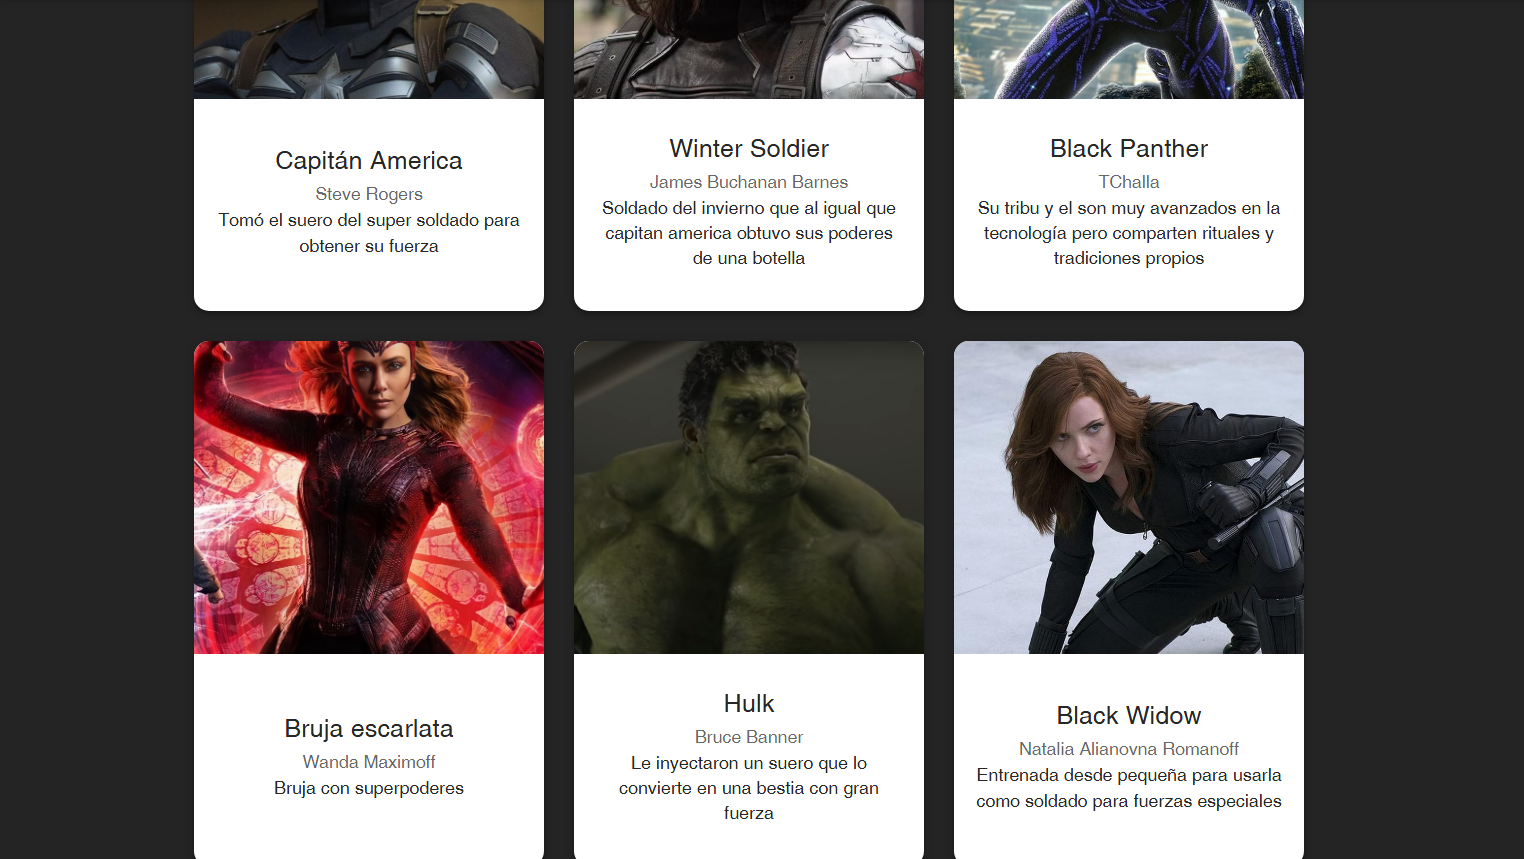 Capitán America
Steve Rogers
Tomó el suero del super soldado para
obtener su fuerza
Winter Soldier
James Buchanan Barnes
Soldado del invierno que al igual que
capitan america obtuvo sus poderes
de una botella
Black Panther
TChalla
Su tribu y el son muy avanzados en la
tecnología pero comparten rituales y
tradiciones propios
Bruja escarlata
Wanda Maximoff
Bruja con superpoderes
Hulk
Bruce Banner
Le inyectaron un suero que lo
convierte en una bestia con gran
fuerza
Black Widow
Natalia Alianovna Romanoff
Entrenada desde pequeña para usarla
como soldado para fuerzas especiales